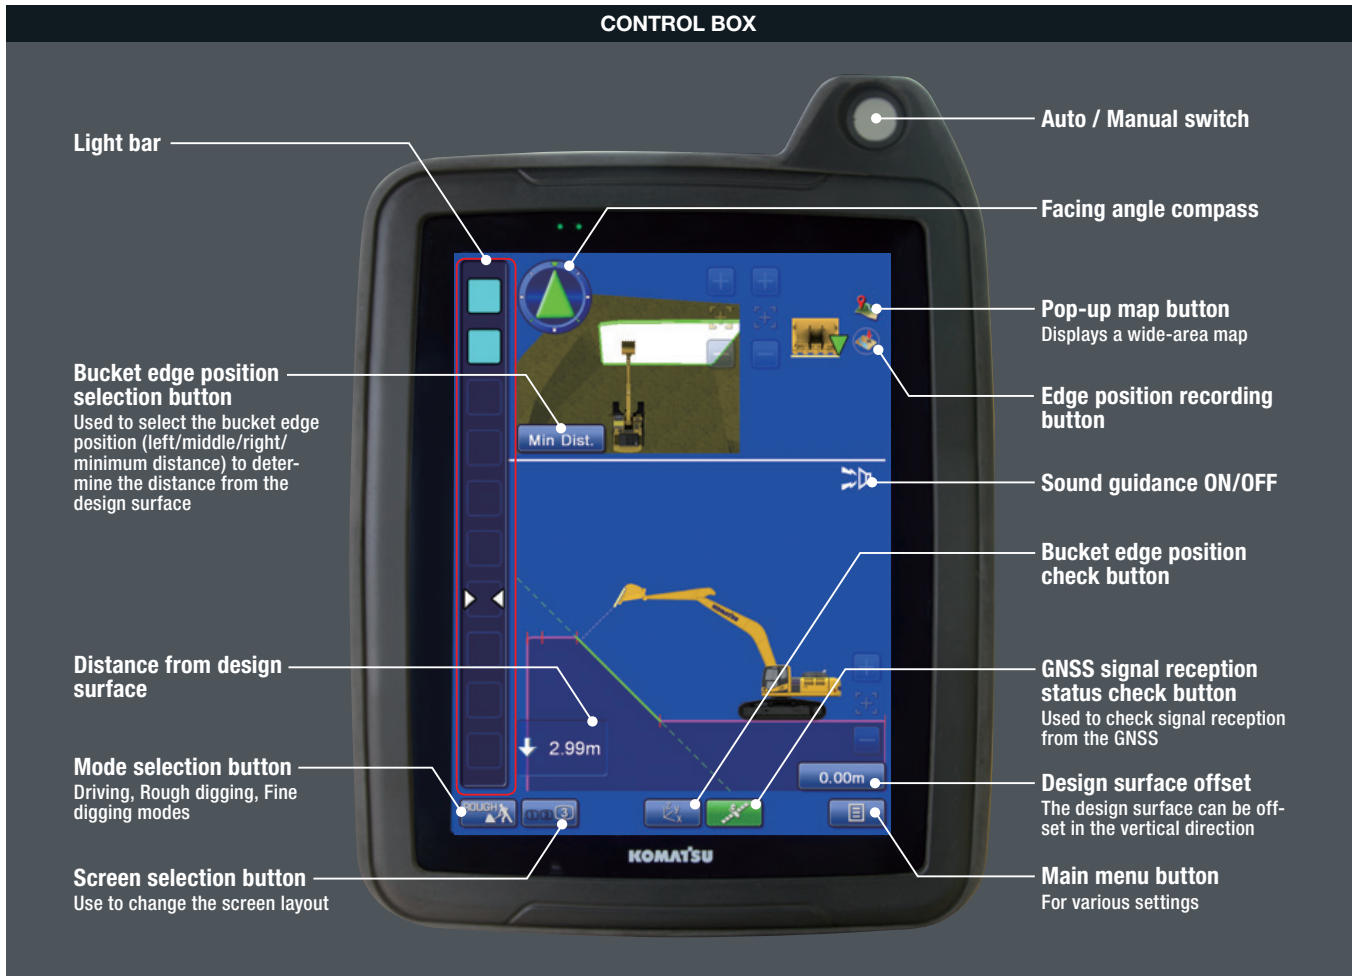 CONTROL BOX
Light bar
Bucket edge position
selection button
Used to select the bucket edge
position (left/middle/right/
minimum distance) to deter-
mine the distance from the
design surface
Distance from design
surface
Mode selection button
Driving, Rough digging, Fine
digging modes
Screen selection button
Use to change the screen layout
Min Dist.
2.99m
0.00m
ROUGH
3
Z y
x
KOMATSU
Auto / Manual switch
Facing angle compass
Pop-up map button
Displays a wide-area map
Edge position recording
button
Sound guidance ON/OFF
Bucket edge position
check button
GNSS signal reception
status check button
Used to check signal reception
from the GNSS
Design surface offset
The design surface can be off-
set in the vertical direction
Main menu button
For various settings